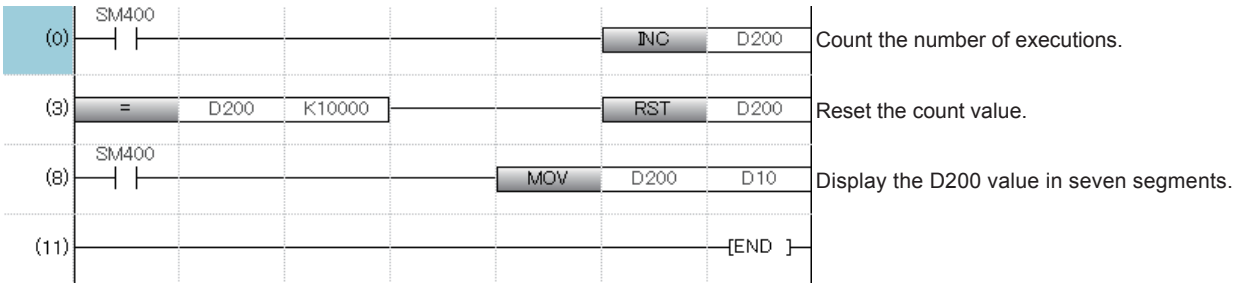 SM400
(0) INC D200 Count the number of executions.
(3) = D200 K10000 RST D200 Reset the count value.
SM400
(8) MOV D200 D10 Display the D200 value in seven segments.
(11) [END ]